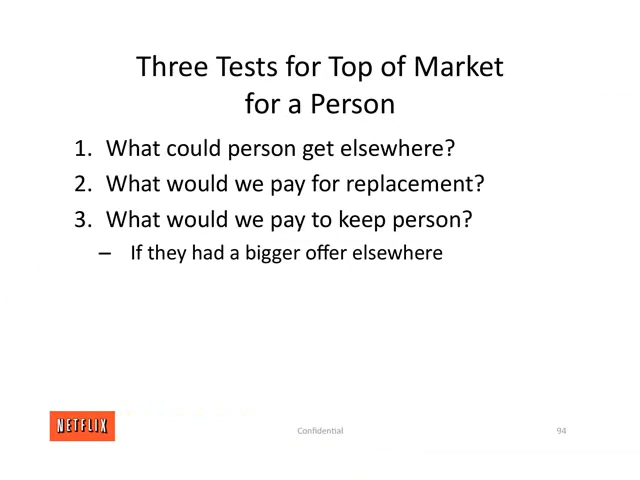 Three Tests for Top of Market
for a Person
1. What could person get elsewhere?
2. What would we pay for replacement?
3. What would we pay to keep person?
– If they had a bigger offer elsewhere
NETFLIX
Confidential
94